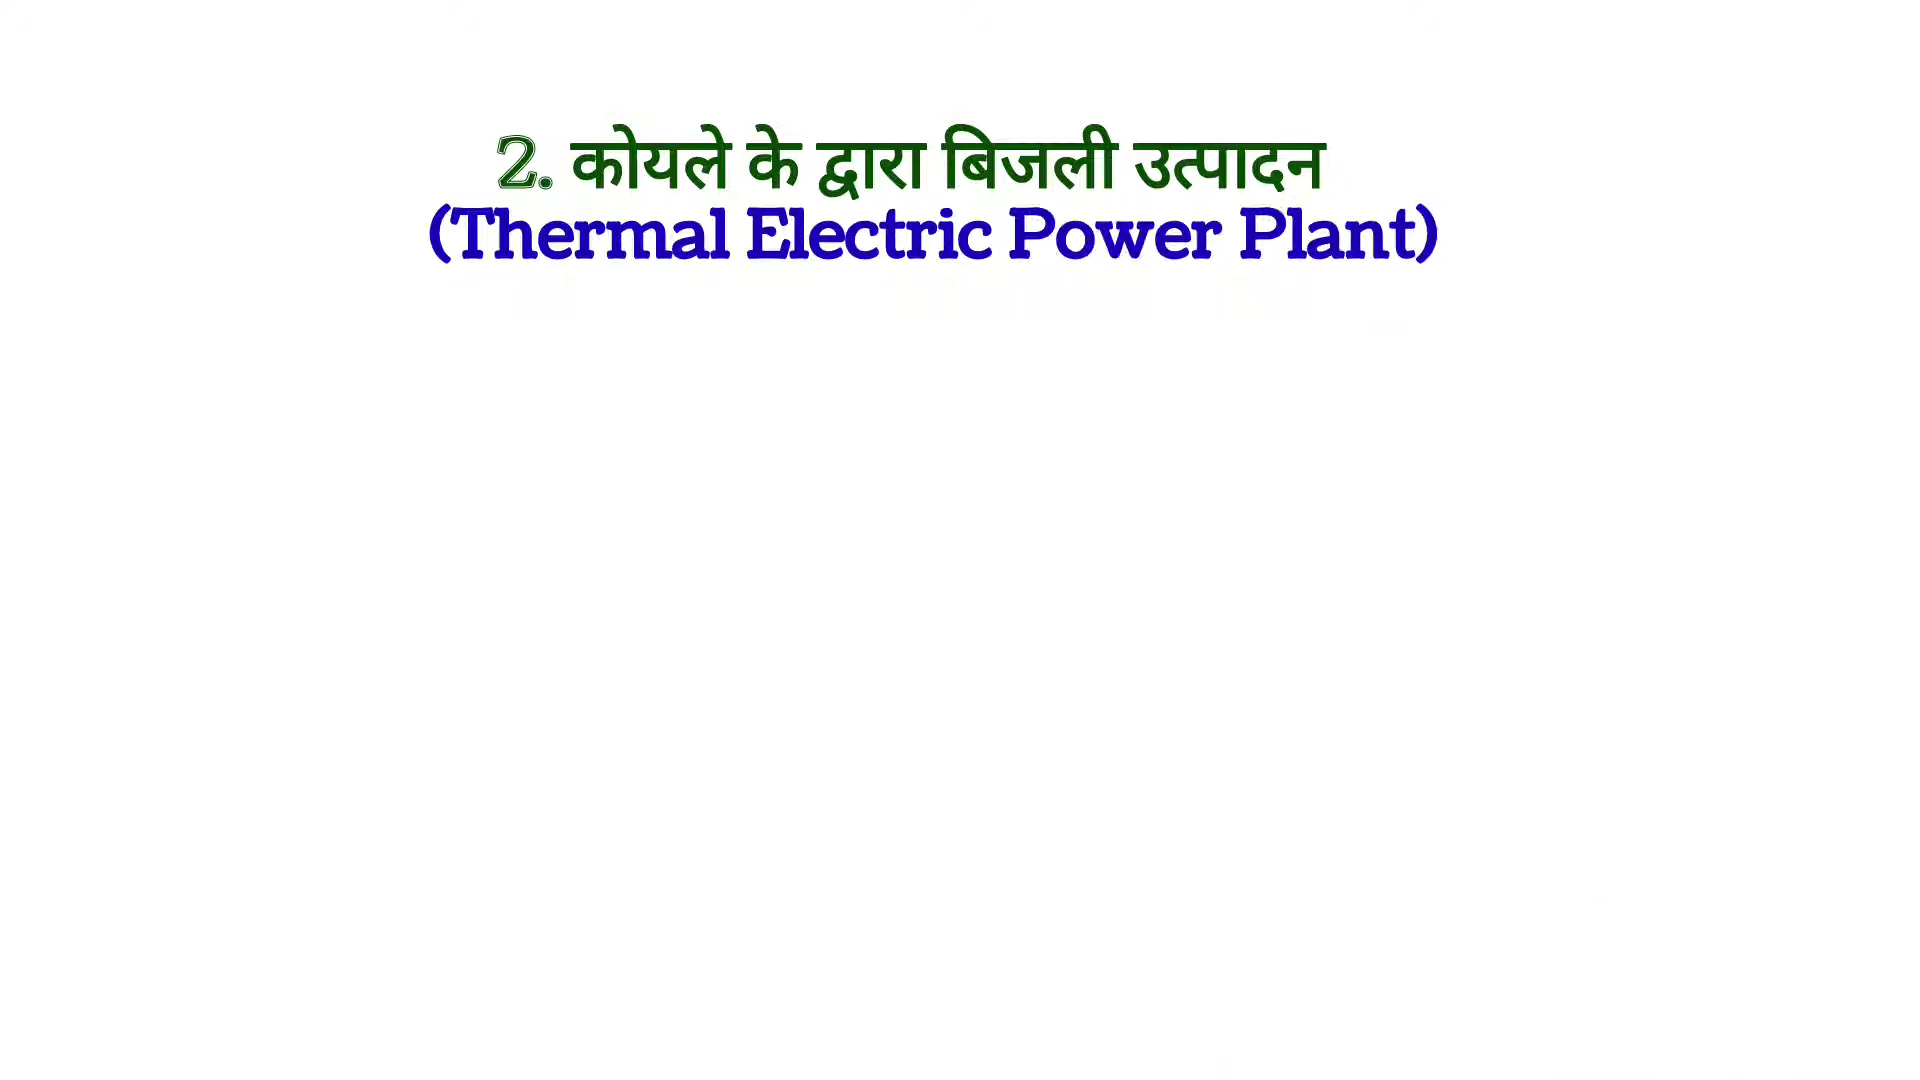 2. कोयले के द्वारा बिजली उत्पादन
(Thermal Electric Power Plant)